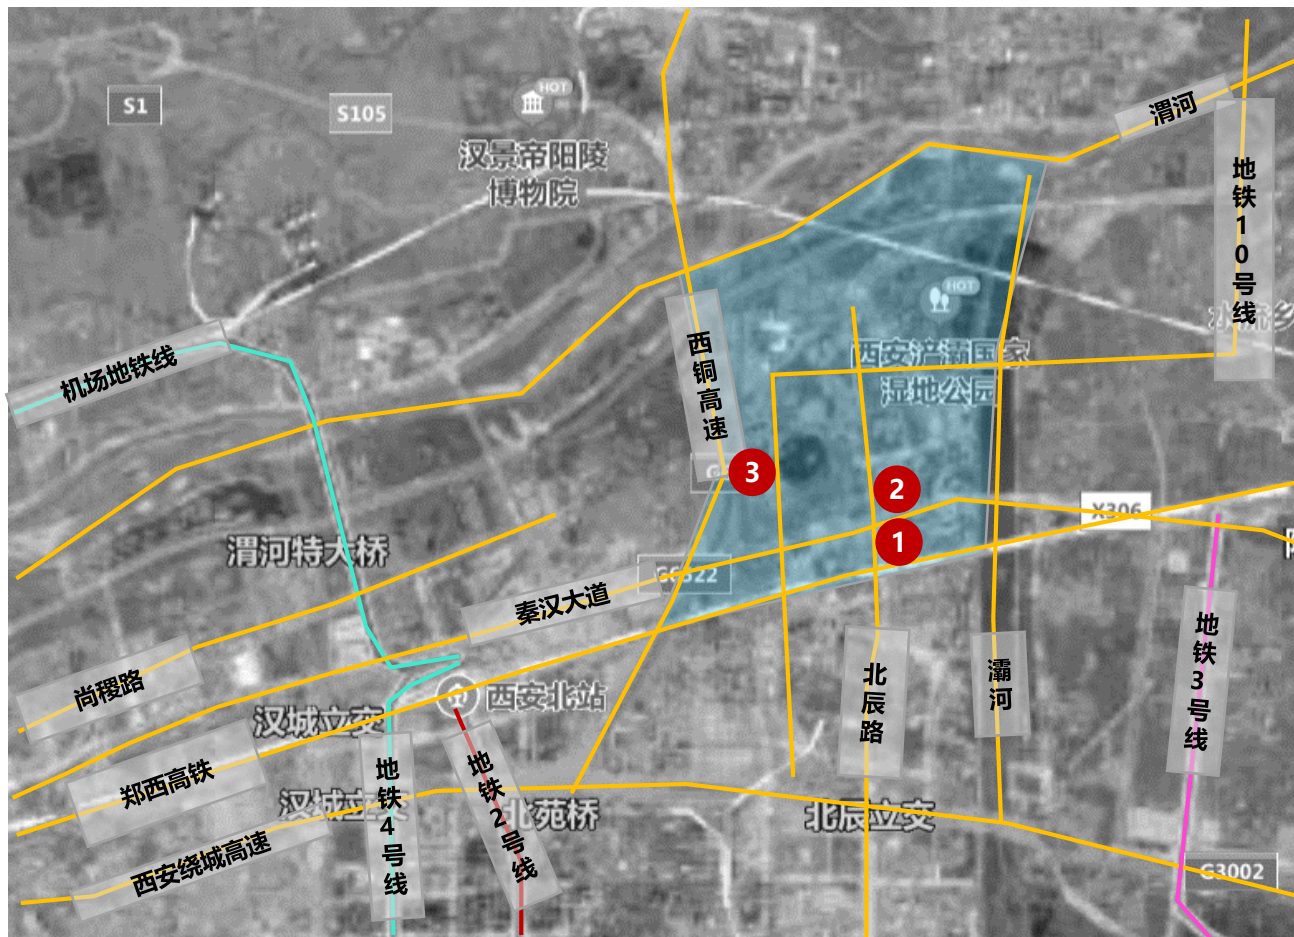 HOT
渭河
S1
S105
汉景帝阳陵
博物院
地铁10号线
HOT
西铜高速
西安浐灞国家
湿地公园
机场地铁线
3
2
X306
1
渭河特大桥
秦汉大道
尚稷路
地铁3号线
北辰路
灞河
西安北站
汉城立交
郑西高铁
地铁4号线
地铁2号线
汉城立交
北苑桥
北辰立交
西安绕城高速
G3002